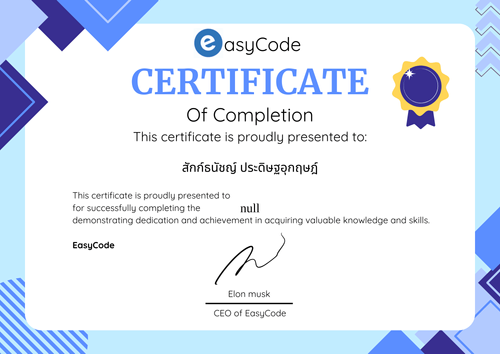 easyCode
CERTIFICATE
Of Completion
This certificate is proudly presented to:
สักก์ธนัชญ์ ประดิษฐอุกฤษฎ์
This certificate is proudly presented to
for successfully completing the null
demonstrating dedication and achievement in acquiring valuable knowledge and skills.
EasyCode
Elon musk
CEO of EasyCode